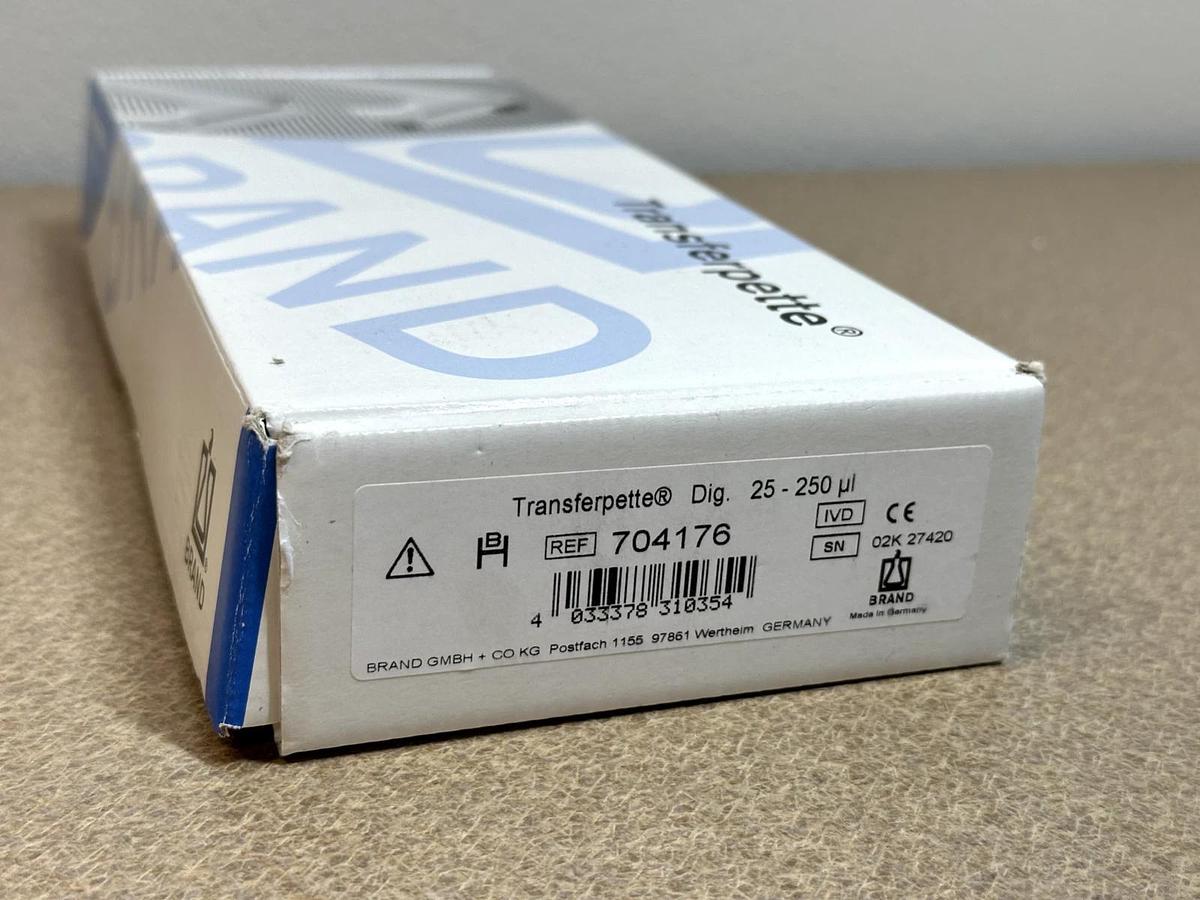 BRAND
Transferpette®
BRAND
Transferpette® Dig. 25 - 250 µl
IVD CE
REF 704176
SN 02K 27420
H B
4 033378 310354
BRAND
Made in Germany
BRAND GMBH + CO KG Postfach 1155 97861 Wertheim GERMANY